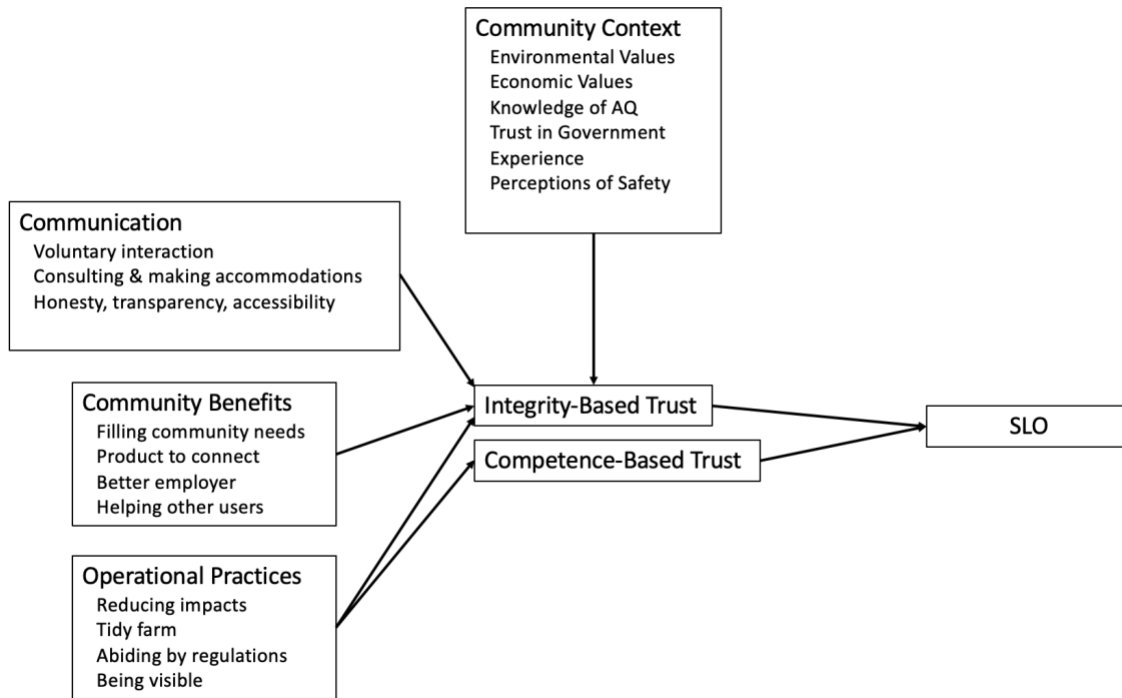 Community Context
Environmental Values
Economic Values
Knowledge of AQ
Trust in Government
Experience
Perceptions of Safety
Communication
Voluntary interaction
Consulting & making accommodations
Honesty, transparency, accessibility
Community Benefits
Filling community needs
Product to connect
Better employer
Helping other users
Operational Practices
Reducing impacts
Tidy farm
Abiding by regulations
Being visible
Integrity-Based Trust
Competence-Based Trust
SLO